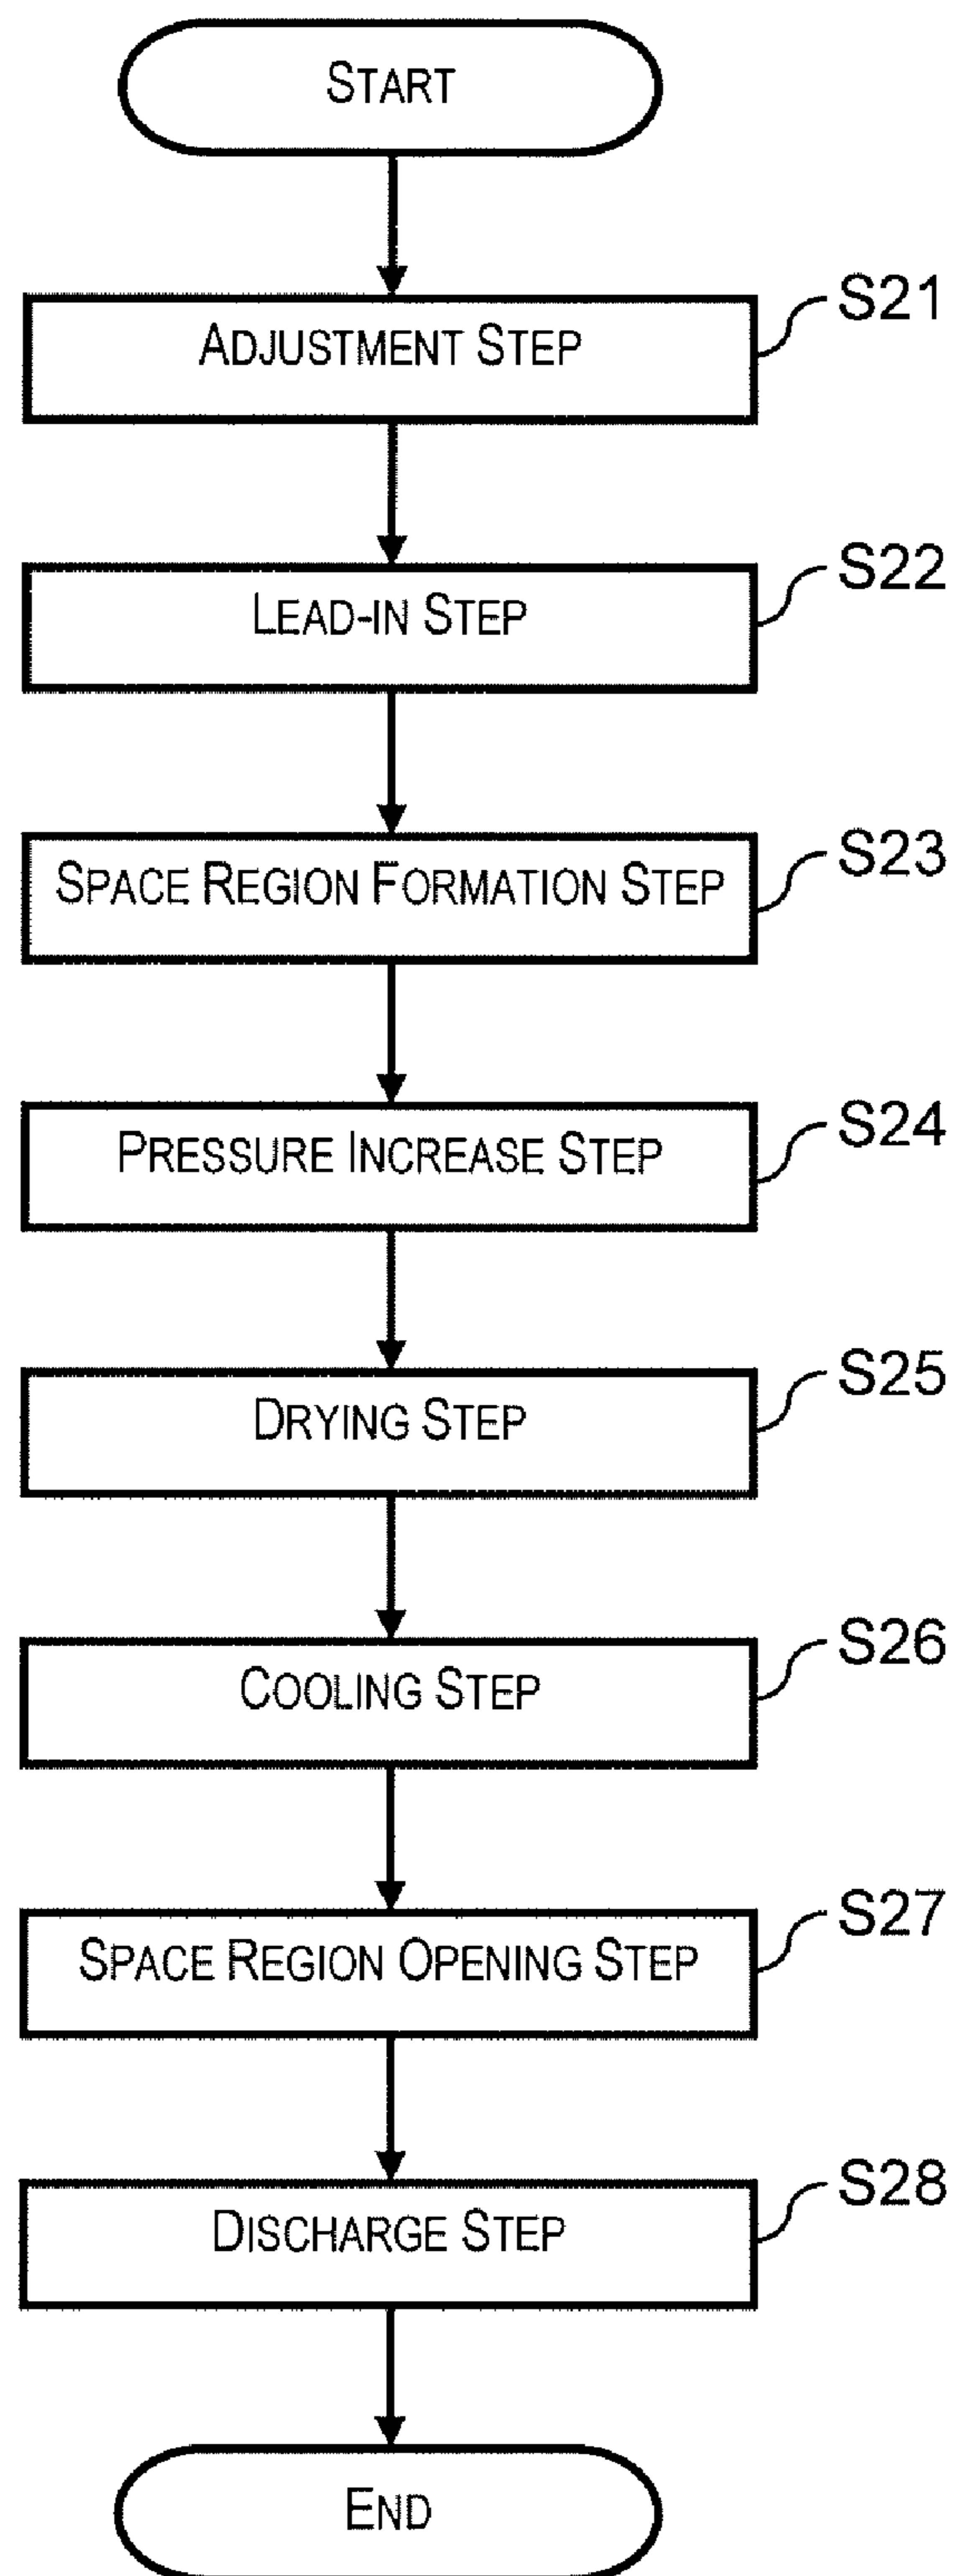 START
ADJUSTMENT STEP
S21
LEAD-IN STEP
S22
SPACE REGION FORMATION STEP
S23
PRESSURE INCREASE STEP
S24
DRYING STEP
S25
COOLING STEP
S26
SPACE REGION OPENING STEP
S27
DISCHARGE STEP
S28
END